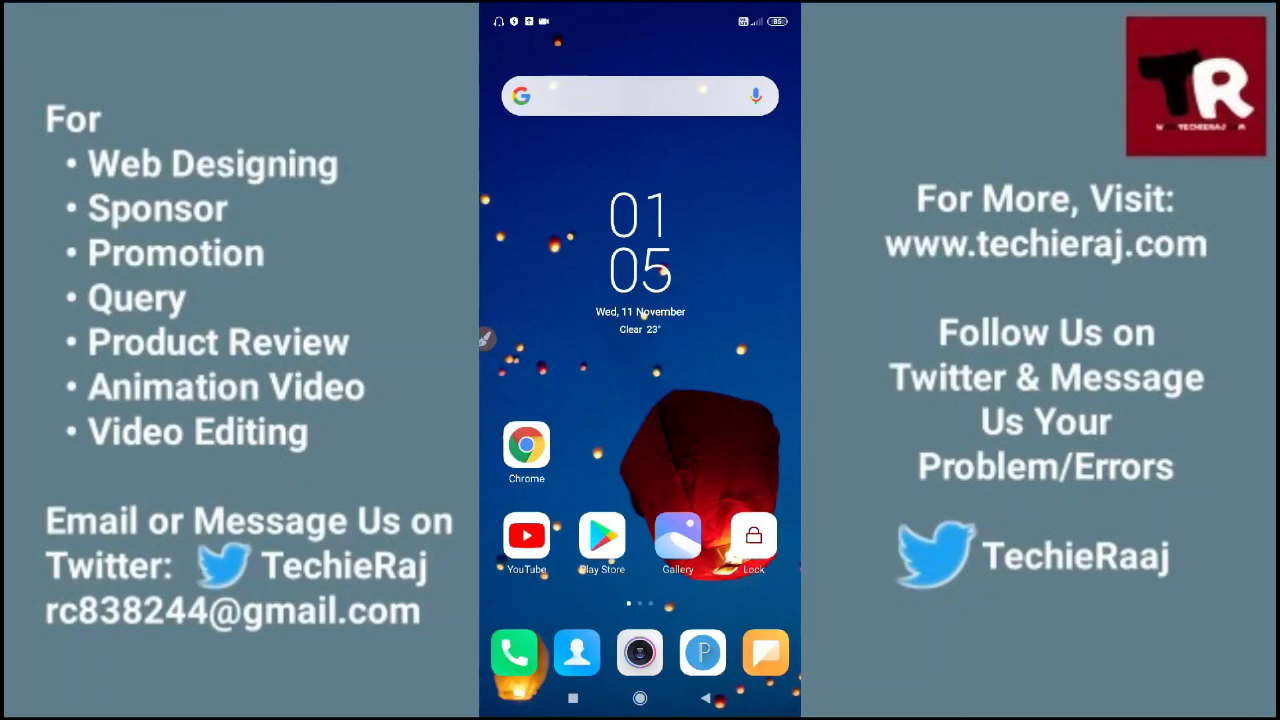 For
• Web Designing
• Sponsor
• Promotion
• Query
• Product Review
• Animation Video
• Video Editing
Email or Message Us on
Twitter: TechieRaj
rc838244@gmail.com
85
01
05
Wed, 11 November
Clear 23°
Chrome
YouTube
Play Store
Gallery
Lock
P
TR
For More, Visit:
www.techieraj.com
Follow Us on
Twitter & Message
Us Your
Problem/Errors
TechieRaaj